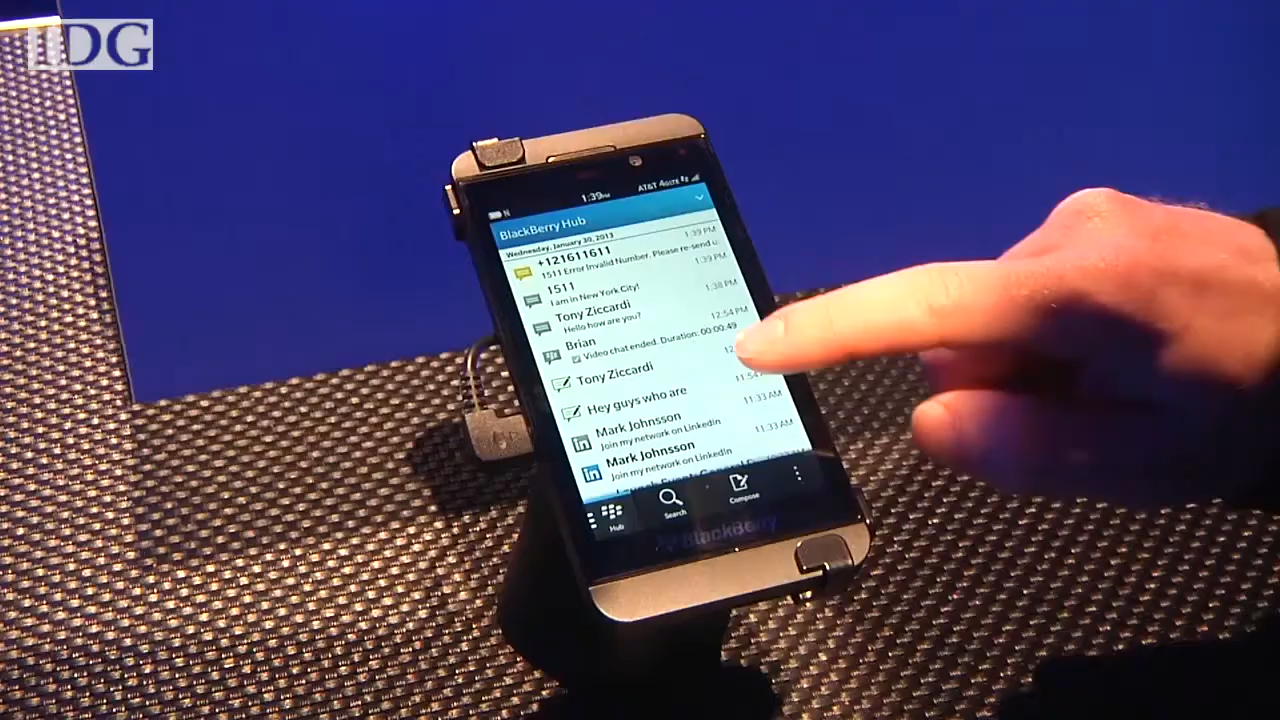 IDG
1:39PM
AT&T 4G LTE
BlackBerry Hub
Wednesday, January 30, 2013
+121611611
1:39 PM
1511 Error Invalid Number. Please re-send u
1511
1:39 PM
I am in New York City!
Tony Ziccardi
1:38 PM
Hello how are you?
Brian
12:54 PM
Video chat ended. Duration: 00:00:49
Tony Ziccardi
Hey guys who are
Mark Johnsson
11:33 AM
Join my network on LinkedIn
Mark Johnsson
11:33 AM
Join my network on LinkedIn
Hub
Search
Compose
BlackBerry